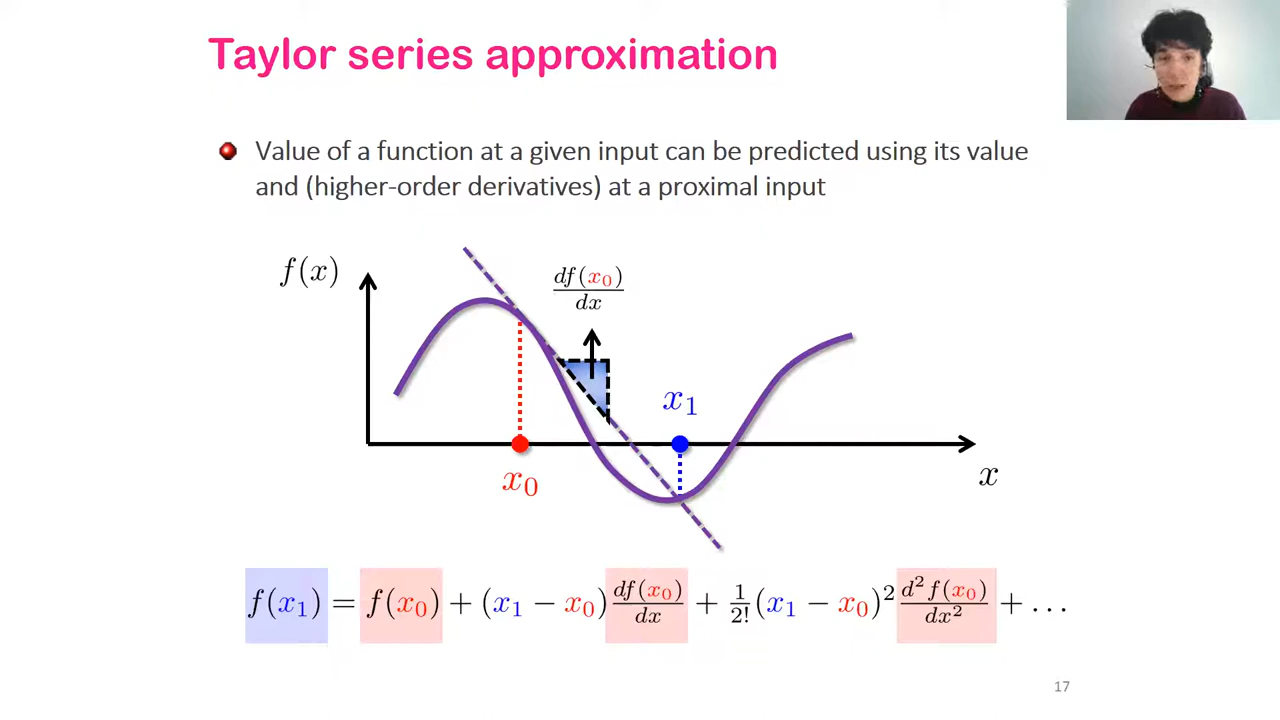 Taylor series approximation
Value of a function at a given input can be predicted using its value
and (higher-order derivatives) at a proximal input
f(x)
df(x₀)/dx
x₁
x₀
x
f(x₁) = f(x₀) + (x₁ − x₀) df(x₀)/dx + 1/2! (x₁ − x₀)² d²f(x₀)/dx² + …
17